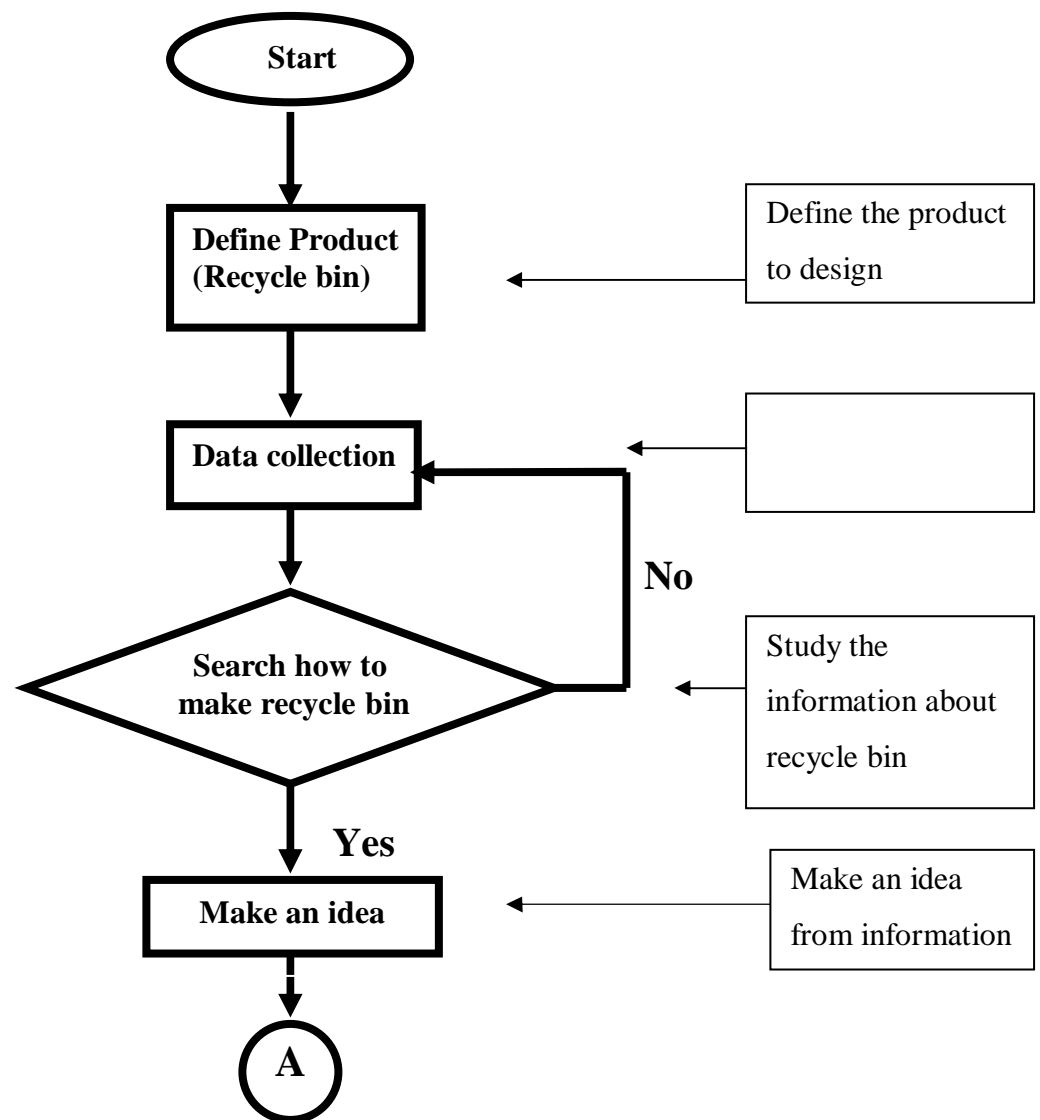 Start
Define Product
(Recycle bin)
Define the product
to design
Data collection
No
Search how to
make recycle bin
Study the
information about
recycle bin
Yes
Make an idea
Make an idea
from information
A